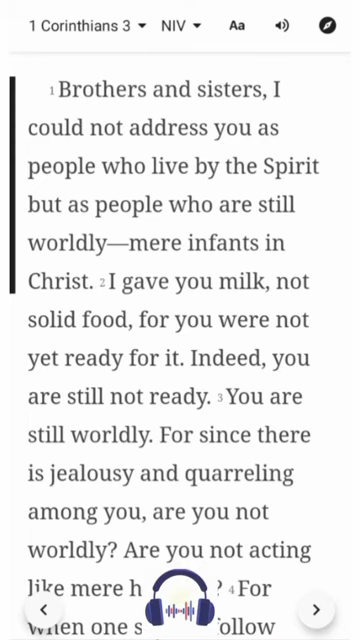 1 Corinthians 3 NIV Aa
1 Brothers and sisters, I
could not address you as
people who live by the Spirit
but as people who are still
worldly—mere infants in
Christ. 2 I gave you milk, not
solid food, for you were not
yet ready for it. Indeed, you
are still not ready. 3 You are
still worldly. For since there
is jealousy and quarreling
among you, are you not
worldly? Are you not acting
like mere h ? 4 For
when one s follow